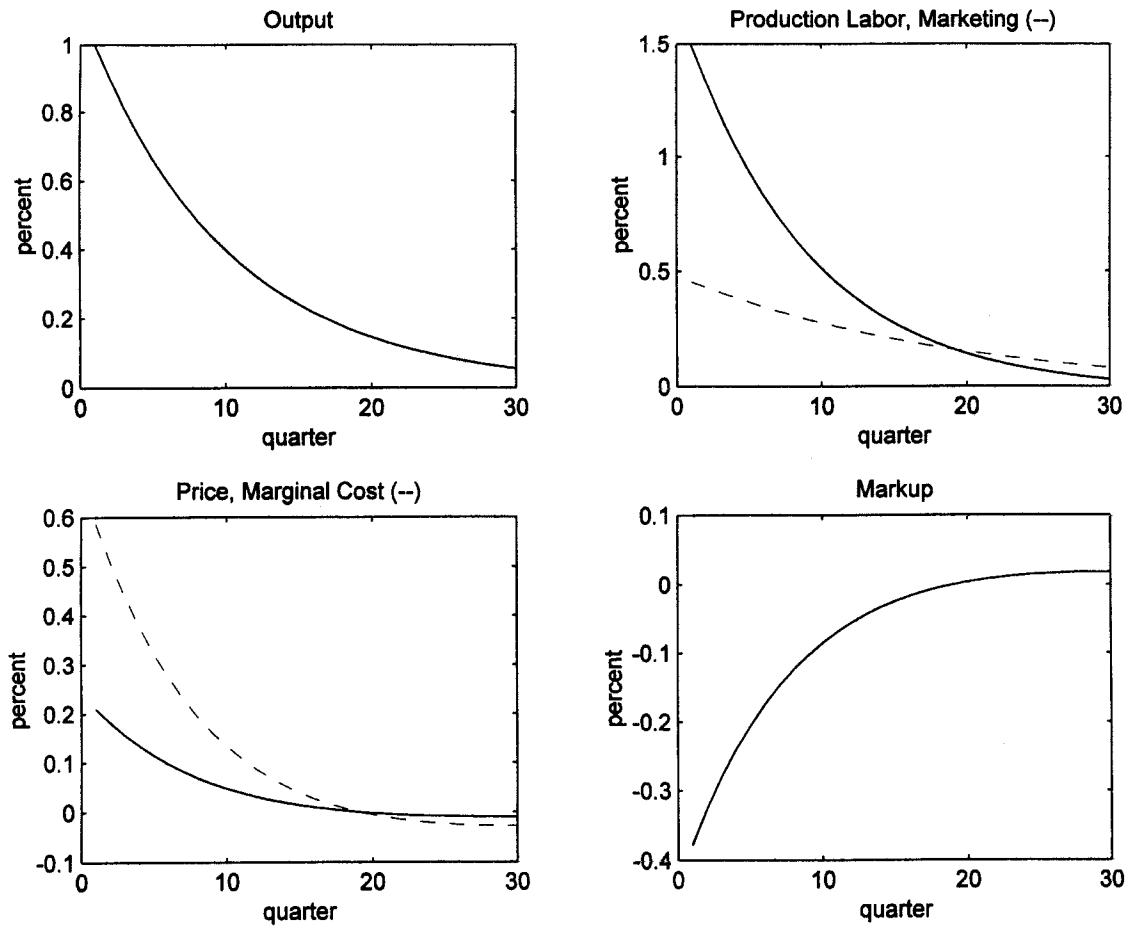 Output
1
0.8
0.6
0.4
0.2
0
percent
0 10 20 30
quarter
Production Labor, Marketing (--)
1.5
1
0.5
0
percent
0 10 20 30
quarter
Price, Marginal Cost (--)
0.6
0.5
0.4
0.3
0.2
0.1
0
-0.1
percent
0 10 20 30
quarter
Markup
0.1
0
-0.1
-0.2
-0.3
-0.4
percent
0 10 20 30
quarter